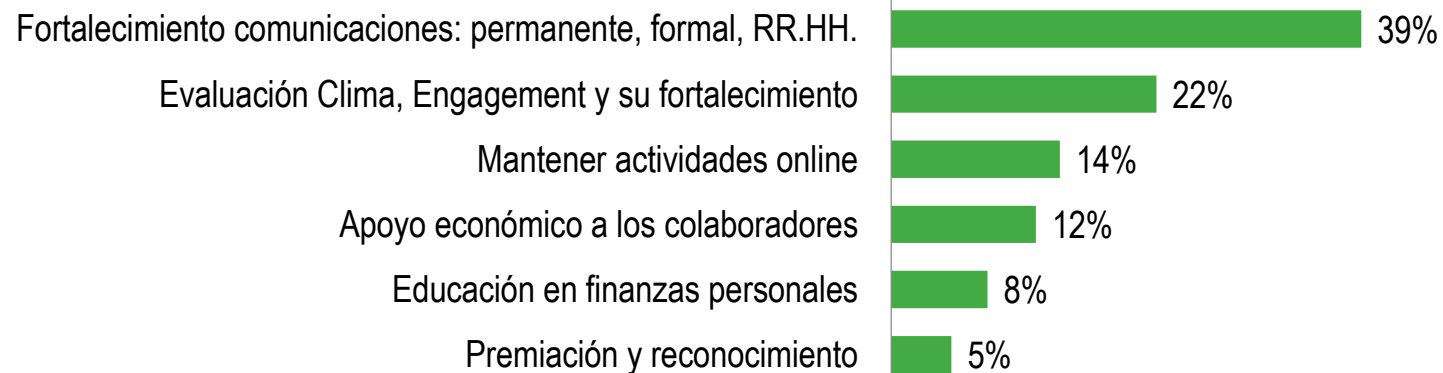 Fortalecimiento comunicaciones: permanente, formal, RR.HH. 39%
Evaluación Clima, Engagement y su fortalecimiento 22%
Mantener actividades online 14%
Apoyo económico a los colaboradores 12%
Educación en finanzas personales 8%
Premiación y reconocimiento 5%